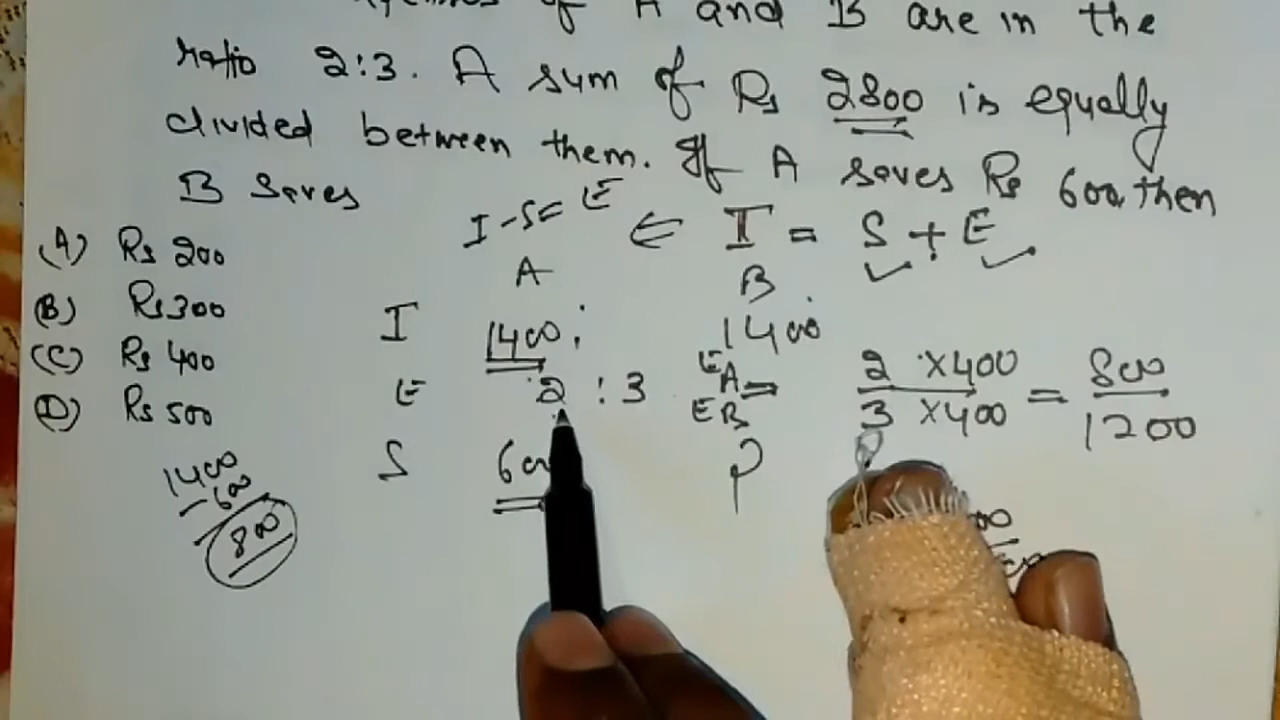 of A and B are in the
ratio 2:3. A sum of Rs 2800 is equally
divided between them. If A saves Rs 600, then
B saves
I-S= E ⇐ I = S + E
(A) Rs 200
(B) Rs 300
(C) Rs 400
(D) Rs 500
A B
I 1400 : 1400
E 2 : 3
EA = 2 ×400 = 800
EB 3 ×400 1200
S 600 ?
1400
- 600
800